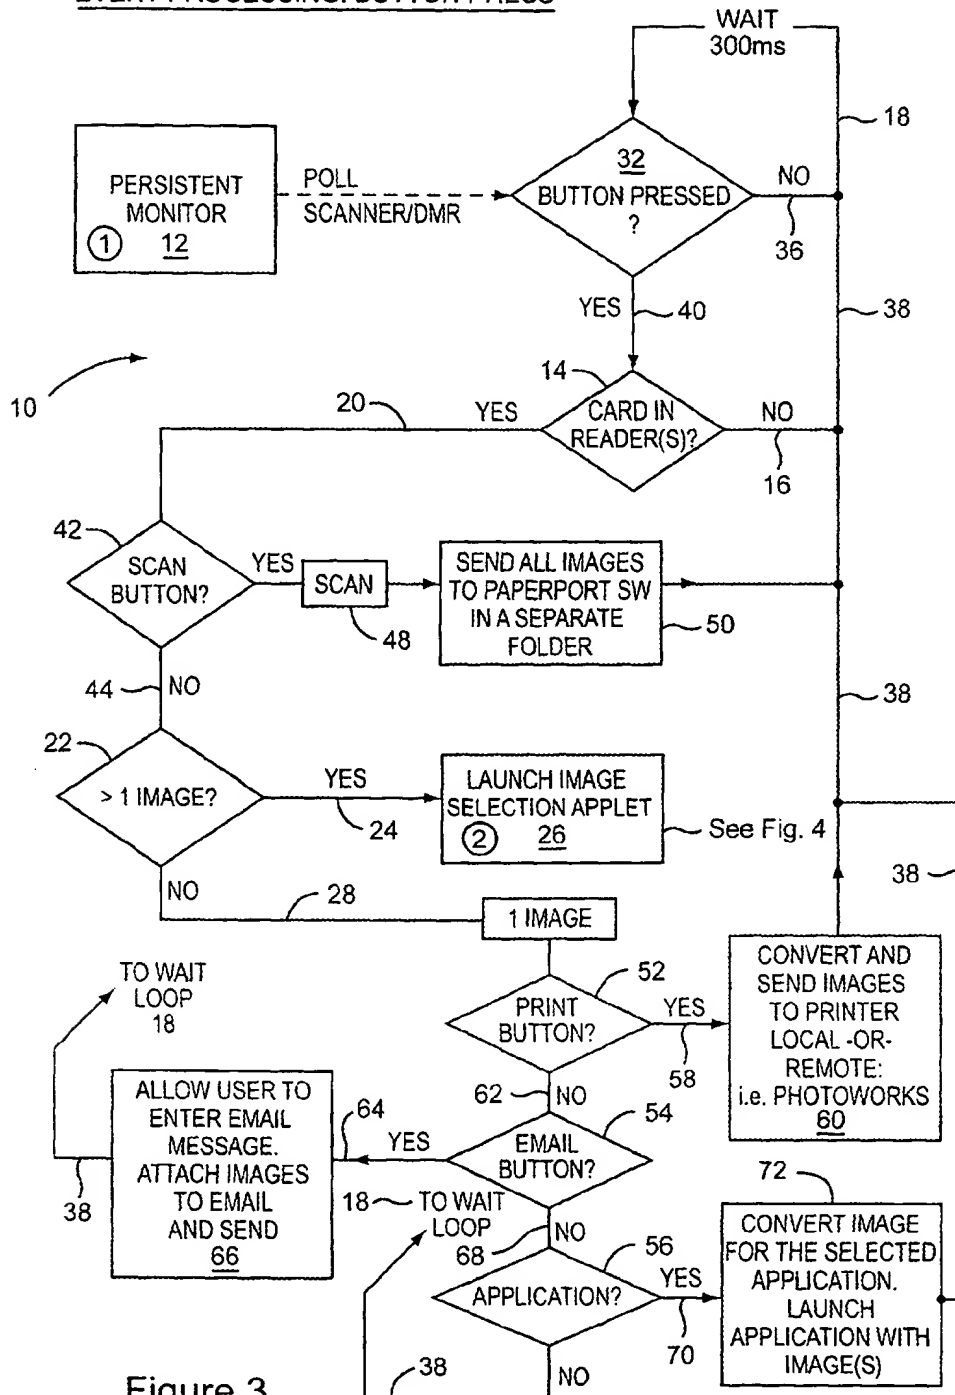 EVENT PROCESSING: BUTTON PRESS
WAIT
300ms
18
32
BUTTON PRESSED
?
NO
36
PERSISTENT
MONITOR
1 12
POLL
SCANNER/DMR
YES
40
38
10
14
CARD IN
READER(S)?
NO
16
20
YES
42
SCAN
BUTTON?
YES
SCAN
48
SEND ALL IMAGES
TO PAPERPORT SW
IN A SEPARATE
FOLDER
50
44
NO
38
22
> 1 IMAGE?
YES
24
LAUNCH IMAGE
SELECTION APPLET
2 26
See Fig. 4
38
NO
28
1 IMAGE
TO WAIT
LOOP
18
52
PRINT
BUTTON?
YES
58
CONVERT AND
SEND IMAGES
TO PRINTER
LOCAL -OR-
REMOTE:
i.e. PHOTOWORKS
60
62
NO
54
EMAIL
BUTTON?
YES
64
ALLOW USER TO
ENTER EMAIL
MESSAGE.
ATTACH IMAGES
TO EMAIL
AND SEND
66
38
18
TO WAIT
LOOP
68
NO
56
APPLICATION?
YES
70
72
CONVERT IMAGE
FOR THE SELECTED
APPLICATION.
LAUNCH
APPLICATION WITH
IMAGE(S)
NO
38
Figure 3